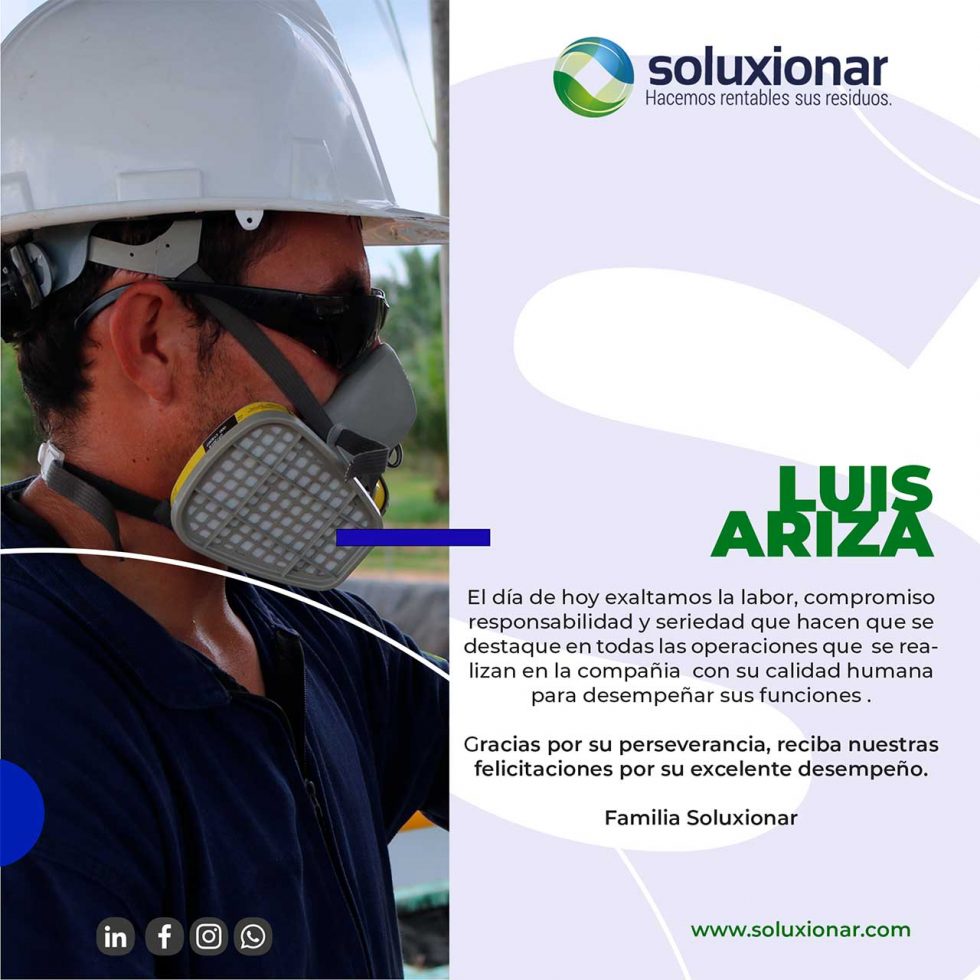 soluxionar
Hacemos rentables sus residuos.
LUIS
ARIZA
El día de hoy exaltamos la labor, compromiso
responsabilidad y seriedad que hacen que se
destaque en todas las operaciones que se rea-
lizan en la compañia con su calidad humana
para desempeñar sus funciones .
Gracias por su perseverancia, reciba nuestras
felicitaciones por su excelente desempeño.
Familia Soluxionar
in f
www.soluxionar.com